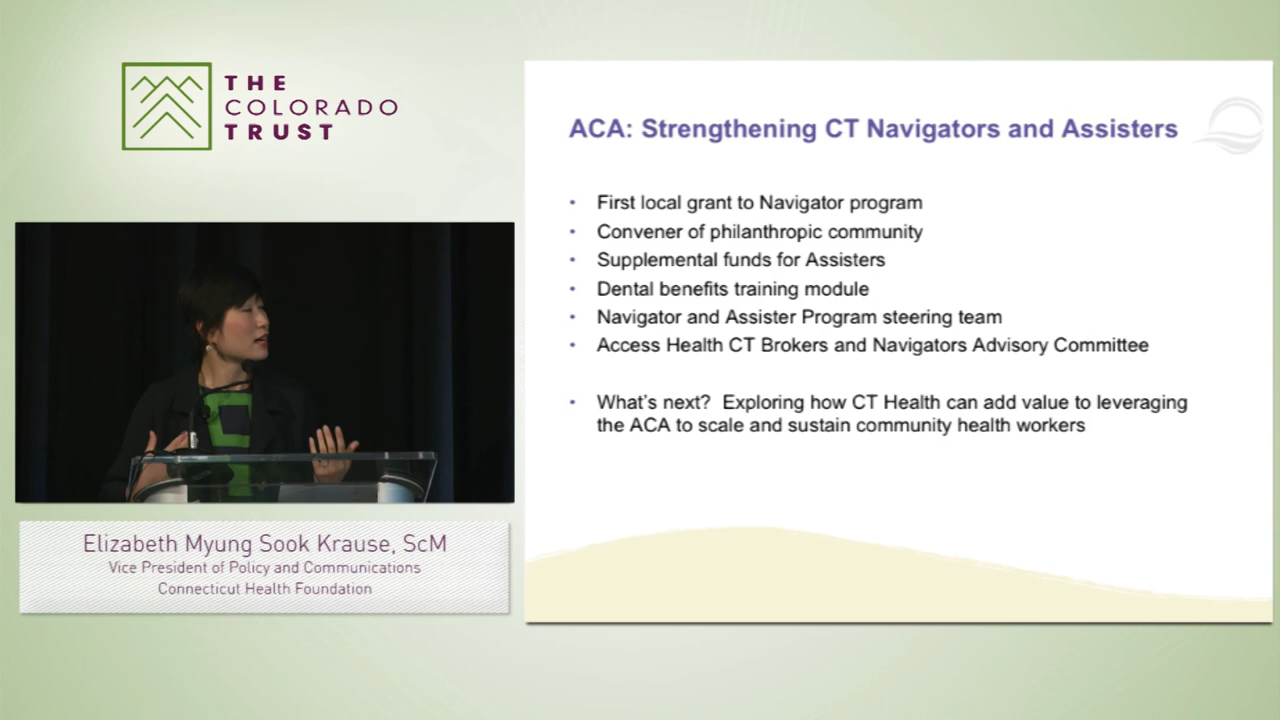 THE
COLORADO
TRUST
ACA: Strengthening CT Navigators and Assisters
• First local grant to Navigator program
• Convener of philanthropic community
• Supplemental funds for Assisters
• Dental benefits training module
• Navigator and Assister Program steering team
• Access Health CT Brokers and Navigators Advisory Committee
• What's next?  Exploring how CT Health can add value to leveraging
the ACA to scale and sustain community health workers
Elizabeth Myung Sook Krause, ScM
Vice President of Policy and Communications
Connecticut Health Foundation